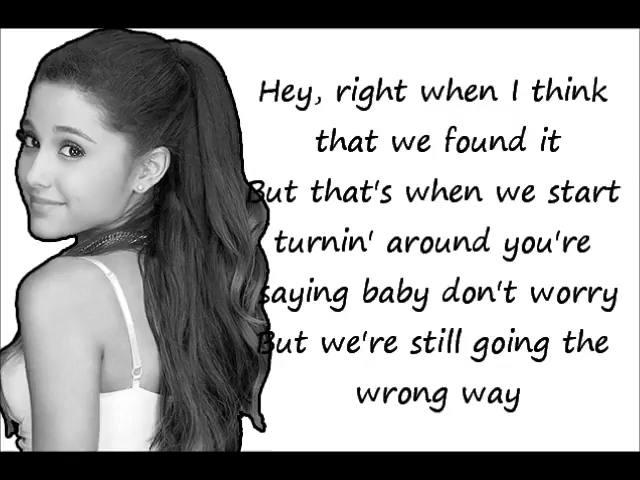 Hey, right when I think
that we found it
But that's when we start
turnin' around you're
saying baby don't worry
But we're still going the
wrong way